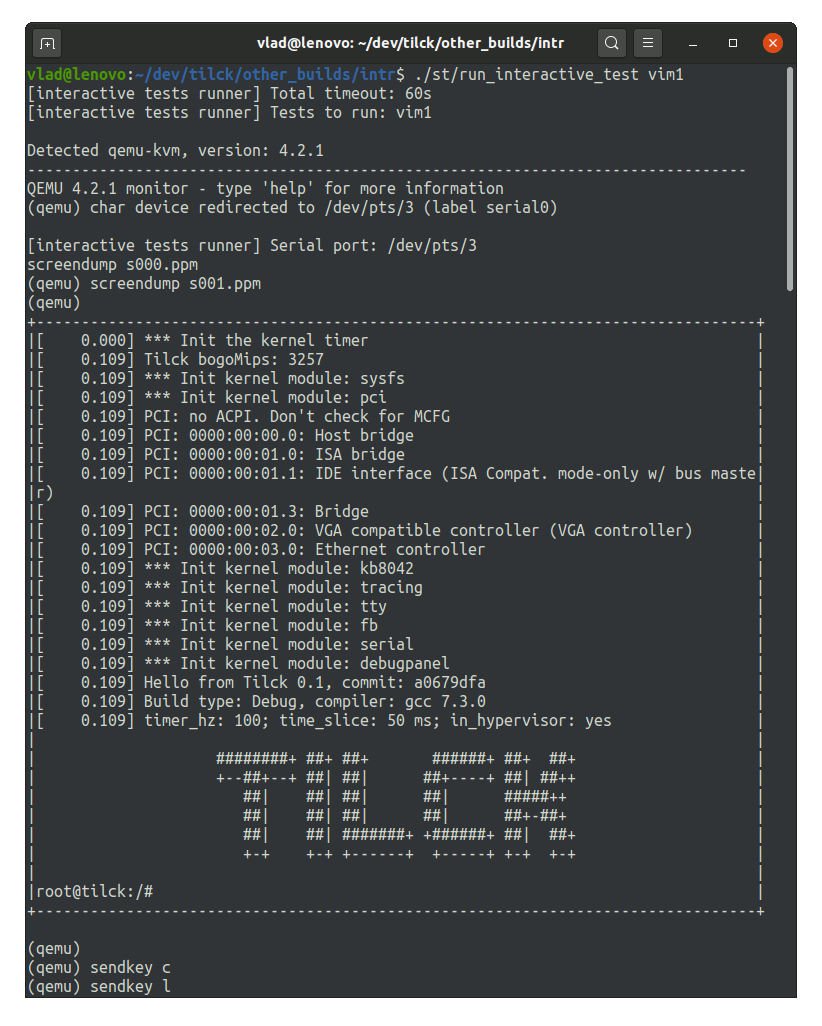 vlad@lenovo: ~/dev/tilck/other_builds/intr
vlad@lenovo:~/dev/tilck/other_builds/intr$ ./st/run_interactive_test vim1
[interactive tests runner] Total timeout: 60s
[interactive tests runner] Tests to run: vim1

Detected qemu-kvm, version: 4.2.1
--------------------------------------------------------------------------------
QEMU 4.2.1 monitor - type 'help' for more information
(qemu) char device redirected to /dev/pts/3 (label serial0)

[interactive tests runner] Serial port: /dev/pts/3
screendump s000.ppm
(qemu) screendump s001.ppm
(qemu)
+--------------------------------------------------------------------------------+
|[    0.000] *** Init the kernel timer                                           |
|[    0.109] Tilck bogoMips: 3257                                                |
|[    0.109] *** Init kernel module: sysfs                                       |
|[    0.109] *** Init kernel module: pci                                         |
|[    0.109] PCI: no ACPI. Don't check for MCFG                                  |
|[    0.109] PCI: 0000:00:00.0: Host bridge                                      |
|[    0.109] PCI: 0000:00:01.0: ISA bridge                                       |
|[    0.109] PCI: 0000:00:01.1: IDE interface (ISA Compat. mode-only w/ bus maste|
|r)                                                                              |
|[    0.109] PCI: 0000:00:01.3: Bridge                                           |
|[    0.109] PCI: 0000:00:02.0: VGA compatible controller (VGA controller)       |
|[    0.109] PCI: 0000:00:03.0: Ethernet controller                              |
|[    0.109] *** Init kernel module: kb8042                                      |
|[    0.109] *** Init kernel module: tracing                                     |
|[    0.109] *** Init kernel module: tty                                         |
|[    0.109] *** Init kernel module: fb                                          |
|[    0.109] *** Init kernel module: serial                                      |
|[    0.109] *** Init kernel module: debugpanel                                  |
|[    0.109] Hello from Tilck 0.1, commit: a0679dfa                              |
|[    0.109] Build type: Debug, compiler: gcc 7.3.0                              |
|[    0.109] timer_hz: 100; time_slice: 50 ms; in_hypervisor: yes                |
|                                                                                |
|                    ########+ ##+ ##+       ######+ ##+  ##+                    |
|                    +--##+--+ ##| ##|      ##+----+ ##| ##++                    |
|                       ##|    ##| ##|      ##|      #####++                     |
|                       ##|    ##| ##|      ##|      ##+-##+                     |
|                       ##|    ##| #######+ +######+ ##|  ##+                    |
|                       +-+    +-+ +------+  +-----+ +-+  +-+                    |
|                                                                                |
|root@tilck:/#                                                                   |
+--------------------------------------------------------------------------------+

(qemu)
(qemu) sendkey c
(qemu) sendkey l